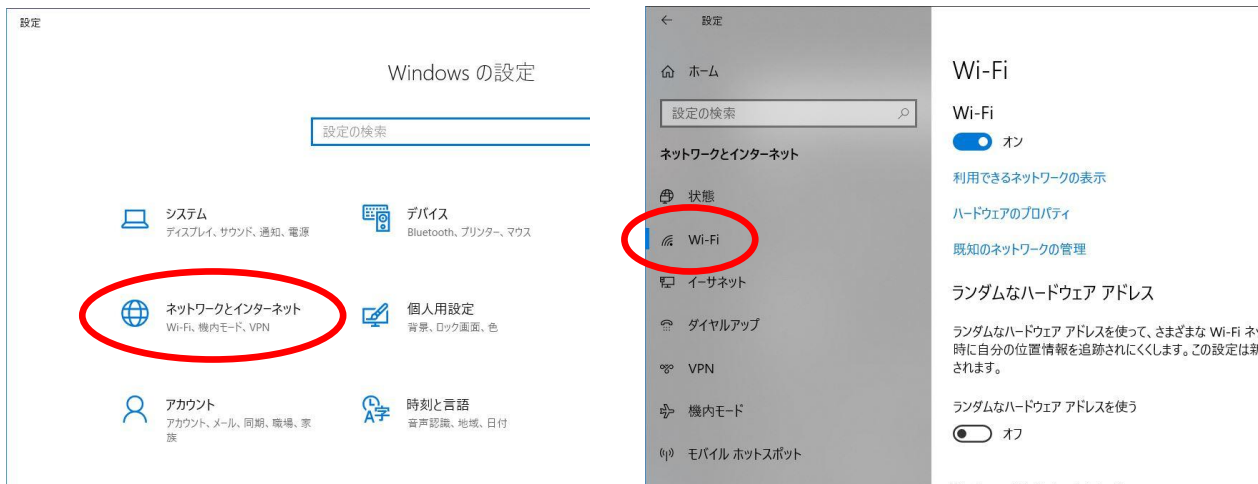 設定
Windows の設定
設定の検索
システム
ディスプレイ、サウンド、通知、電源
デバイス
Bluetooth、プリンター、マウス
ネットワークとインターネット
Wi-Fi、機内モード、VPN
個人用設定
背景、ロック画面、色
アカウント
アカウント、メール、同期、職場、家
族
時刻と言語
音声認識、地域、日付
設定
ホーム
設定の検索
ネットワークとインターネット
状態
Wi-Fi
イーサネット
ダイヤルアップ
VPN
機内モード
モバイル ホットスポット
Wi-Fi
Wi-Fi
オン
利用できるネットワークの表示
ハードウェアのプロパティ
既知のネットワークの管理
ランダムなハードウェア アドレス
ランダムなハードウェア アドレスを使って、さまざまな Wi-Fi ネッ
時に自分の位置情報を追跡されにくくします。この設定は新
されます。
ランダムなハードウェア アドレスを使う
オフ